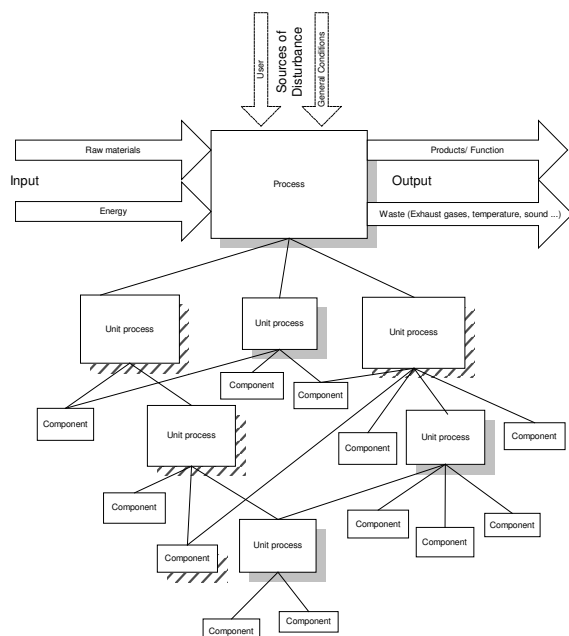 User
Sources of
Disturbance
General Conditions
Raw materials
Products/ Function
Input
Process
Output
Energy
Waste (Exhaust gases, temperature, sound ...)
Unit process
Unit process
Unit process
Component
Component
Component
Unit process
Component
Unit process
Component
Component
Component
Component
Component
Component
Unit process
Component
Component